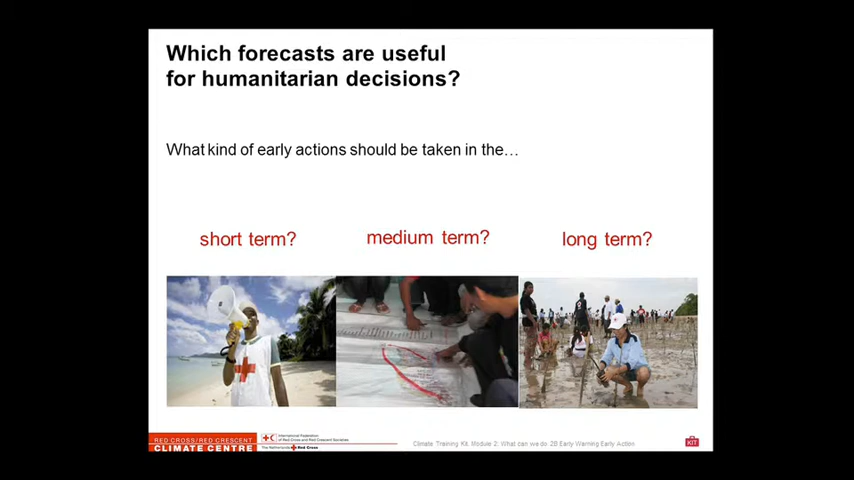 Which forecasts are useful
for humanitarian decisions?
What kind of early actions should be taken in the…
short term?
medium term?
long term?
RED CROSS/RED CRESCENT
CLIMATE CENTRE
International Federation
of Red Cross and Red Crescent Societies
The Netherlands Red Cross
Climate Training Kit, Module 2: What can we do: 2B Early Warning Early Action
KIT